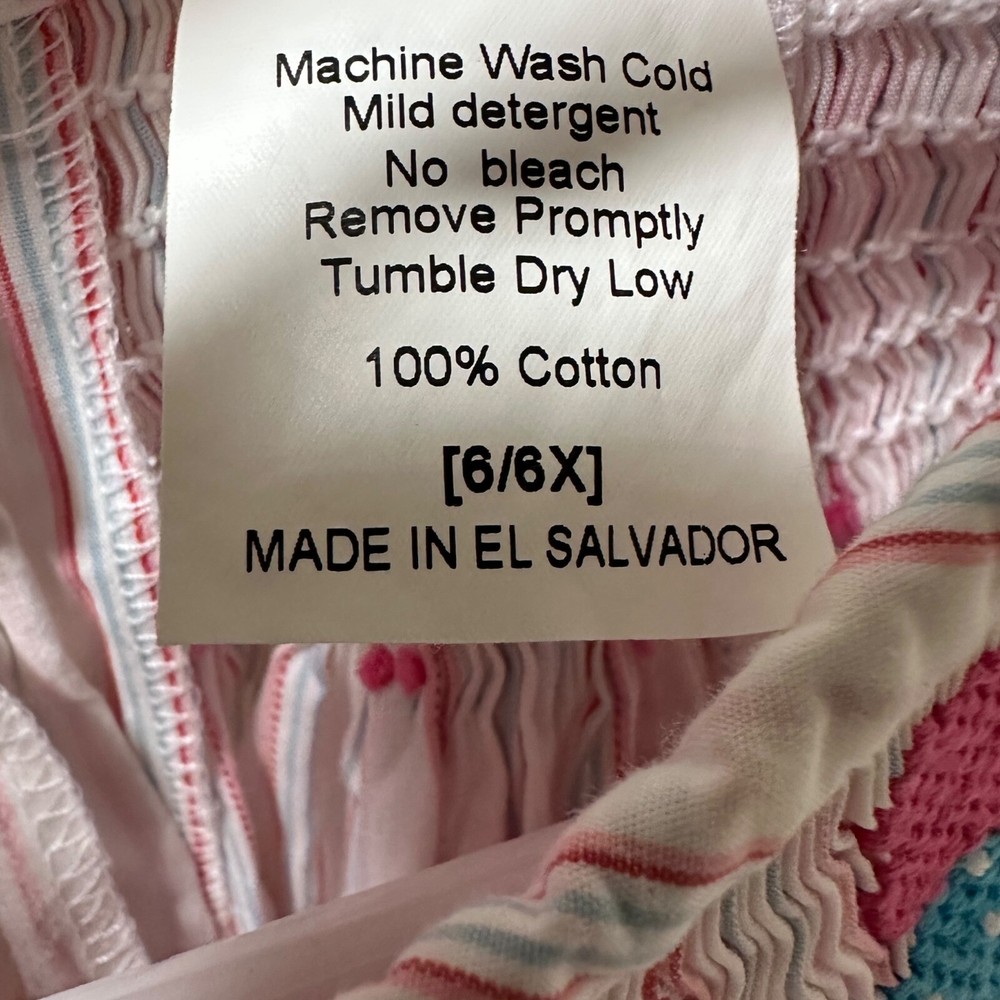 Machine Wash Cold
Mild detergent
No bleach
Remove Promptly
Tumble Dry Low
100% Cotton
[6/6X]
MADE IN EL SALVADOR